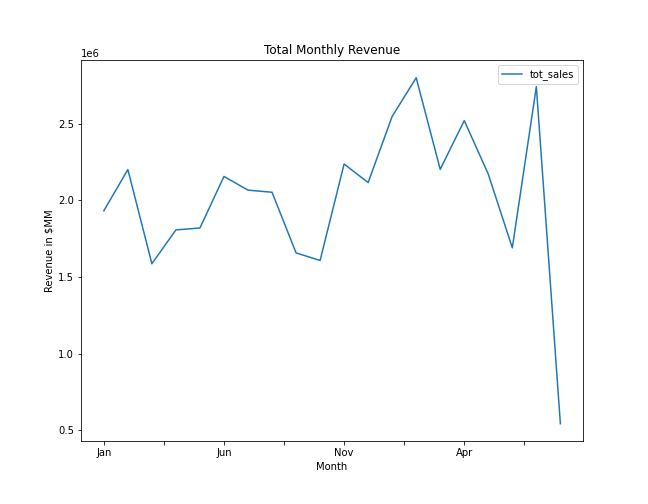 Total Monthly Revenue
1e6
tot_sales
2.5
2.0
1.5
1.0
0.5
Revenue in $MM
Jan Jun Nov Apr
Month